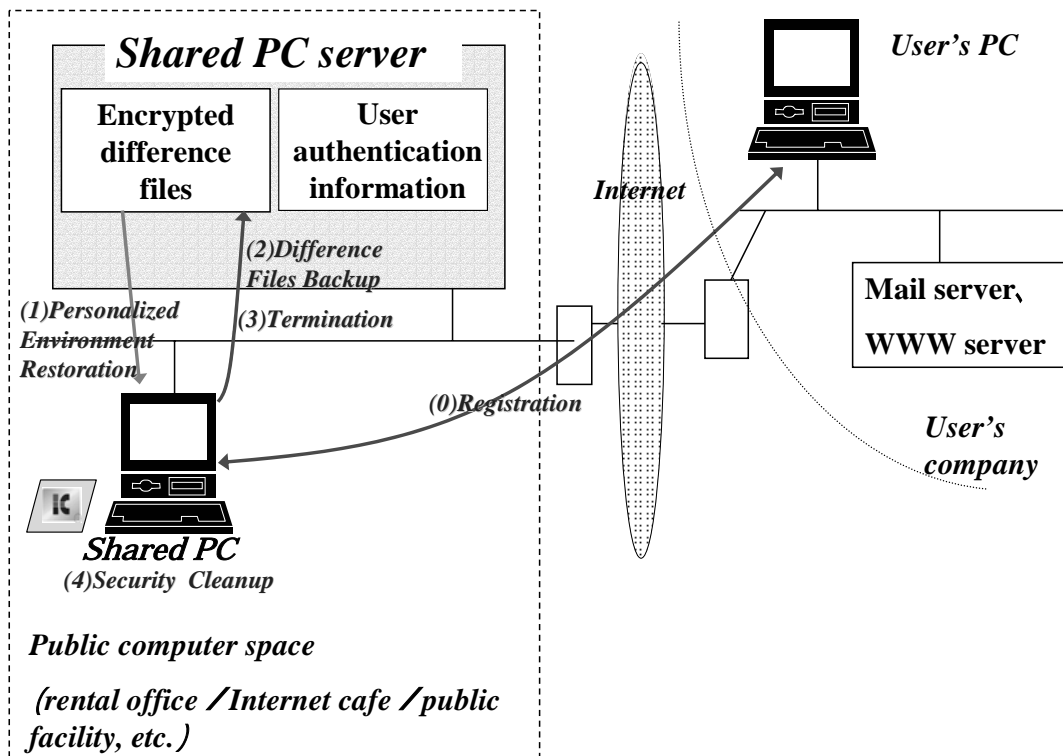 Shared PC server
Encrypted
difference
files
User
authentication
information
(2)Difference
Files Backup
(3)Termination
(1)Personalized
Environment
Restoration
(0)Registration
IC
Shared PC
(4)Security Cleanup
Public computer space
(rental office ／Internet cafe ／public
facility, etc.）
Internet
User's PC
Mail server、
WWW server
User's
company